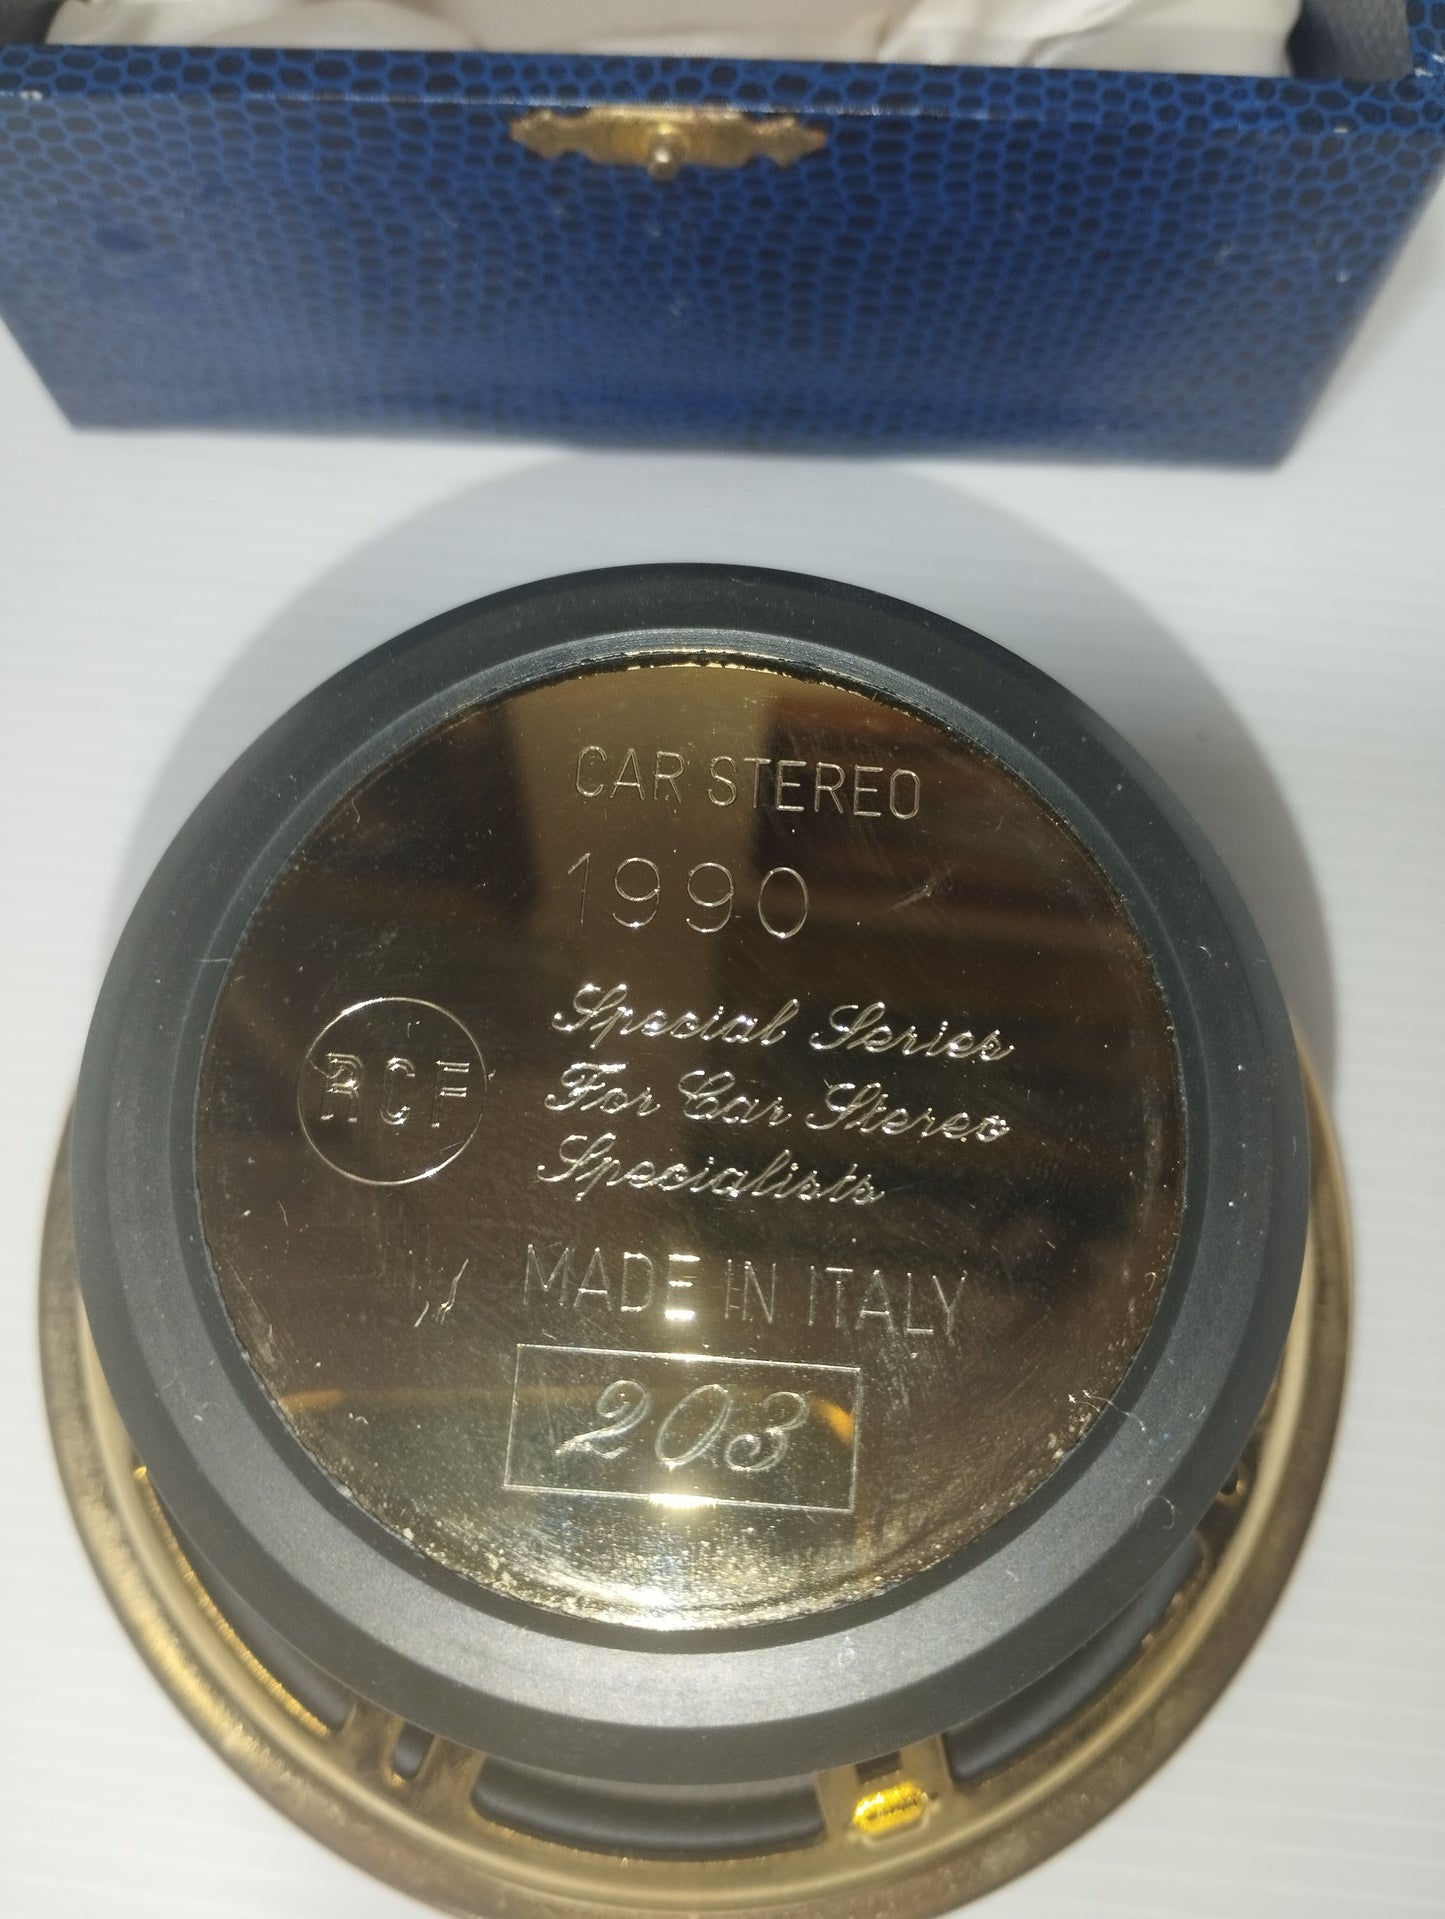 CAR STEREO
1990
RCF
Special Series
For Car Stereo
Specialists
MADE IN ITALY
203